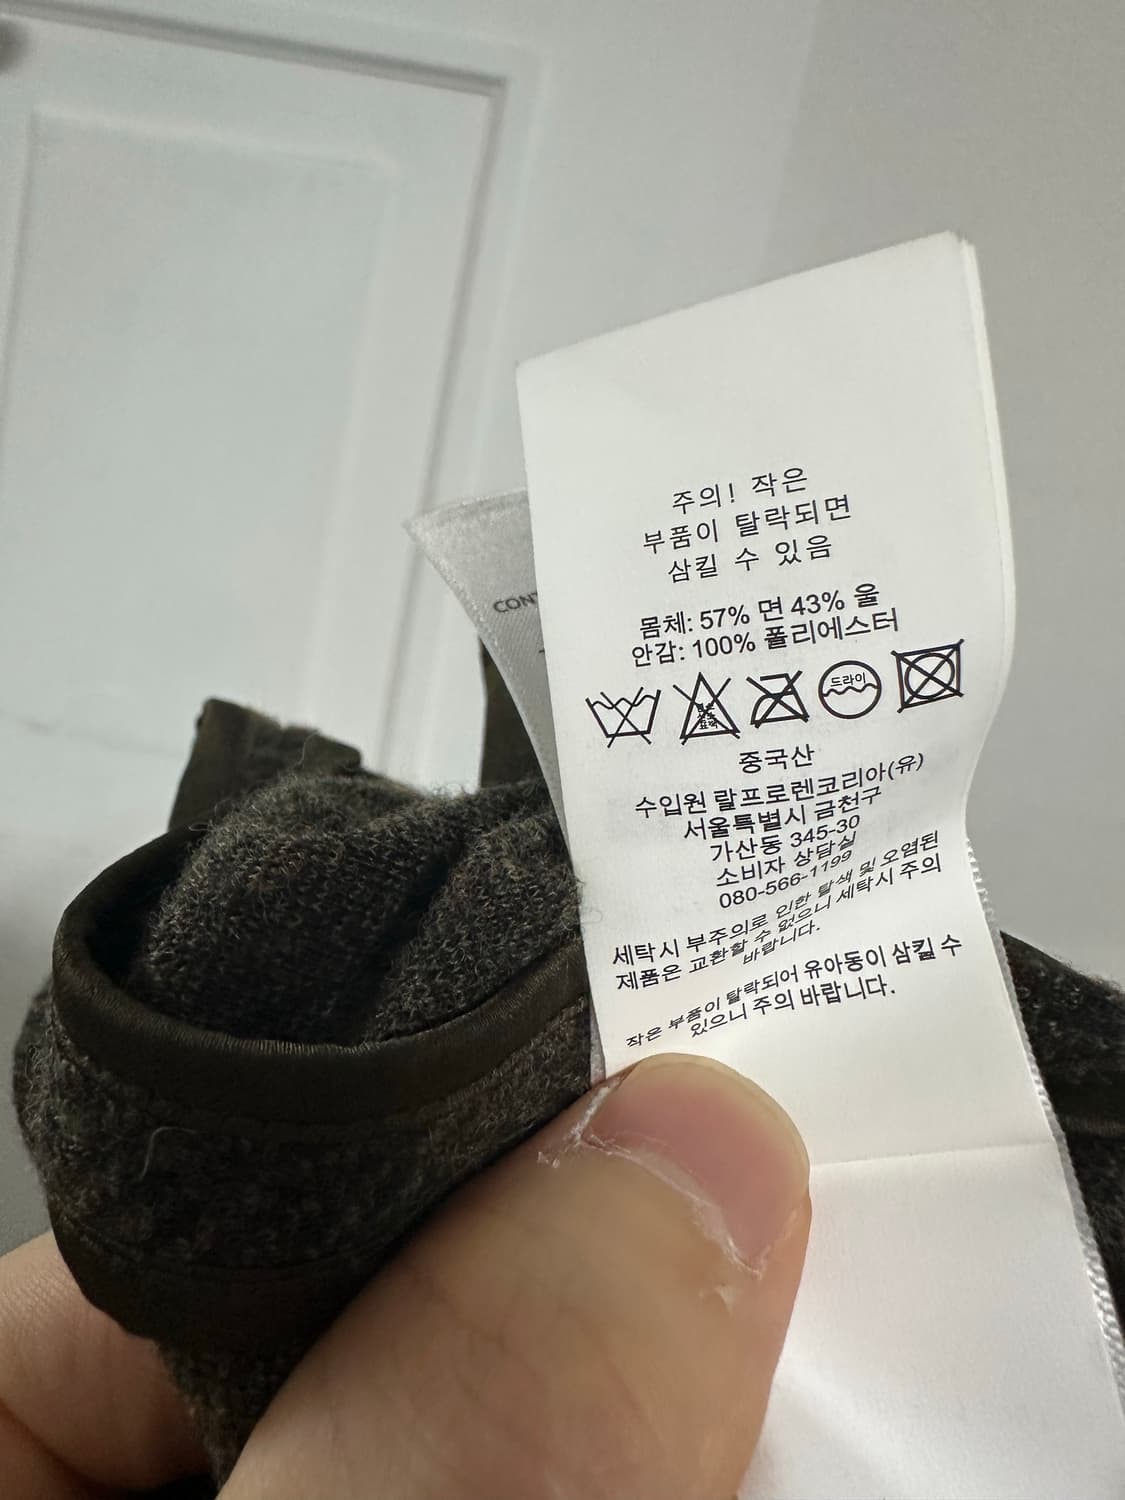 주의! 작은
부품이 탈락되면
삼킬 수 있음
몸체: 57% 면 43% 울
안감: 100% 폴리에스터
드라이
중국산
수입원 랄프로렌코리아(유)
서울특별시 금천구
가산동 345-30
소비자 상담실
080-566-1199
세탁시 부주의로 인한 탈색 및 오염된
제품은 교환할 수 없으니 세탁시 주의
바랍니다.
작은 부품이 탈락되어 유아동이 삼킬 수
있으니 주의 바랍니다.
CONT